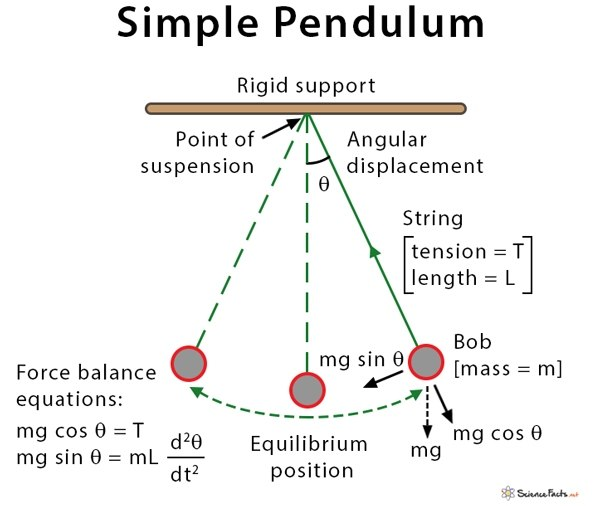 Simple Pendulum
Rigid support
Point of
suspension
Angular
displacement
θ
String
[tension = T
length = L]
mg sin θ
Bob
[mass = m]
mg cos θ
mg
Equilibrium
position
Force balance
equations:
mg cos θ = T
mg sin θ = mL d²θ
dt²
ScienceFacts.net